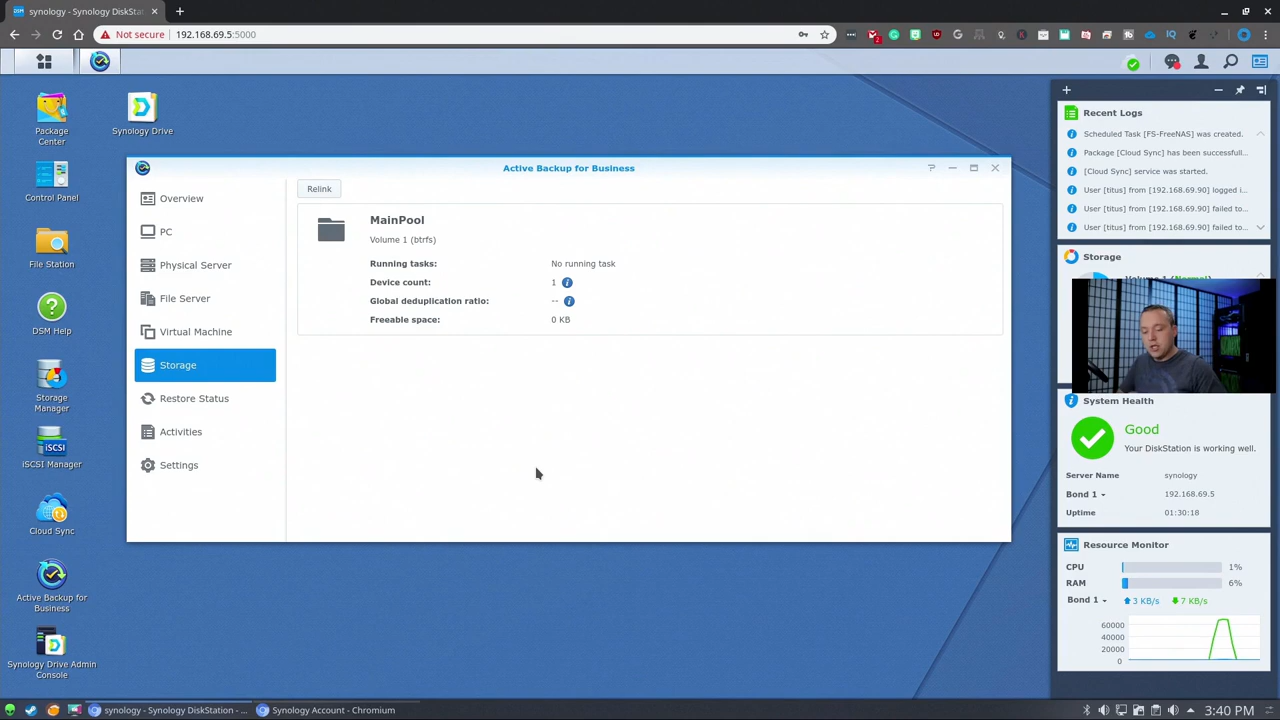 synology - Synology DiskStat
Not secure
192.168.69.5:5000
Package
Center
Synology Drive
Control Panel
File Station
DSM Help
Storage
Manager
iSCSI
iSCSI Manager
Cloud Sync
Active Backup for
Business
Synology Drive Admin
Console
Active Backup for Business
Overview
PC
Physical Server
File Server
Virtual Machine
Storage
Restore Status
Activities
Settings
Relink
MainPool
Volume 1 (btrfs)
Running tasks: No running task
Device count: 1
Global deduplication ratio: --
Freeable space: 0 KB
Recent Logs
Scheduled Task [FS-FreeNAS] was created.
Package [Cloud Sync] has been successfull...
[Cloud Sync] service was started.
User [titus] from [192.168.69.90] logged i...
User [titus] from [192.168.69.90] failed to...
User [titus] from [192.168.69.90] failed to...
Storage
System Health
Good
Your DiskStation is working well.
Server Name synology
Bond 1 192.168.69.5
Uptime 01:30:18
Resource Monitor
CPU 1%
RAM 6%
Bond 1 3 KB/s 7 KB/s
60000
40000
20000
0
synology - Synology DiskStation - ...
Synology Account - Chromium
3:40 PM